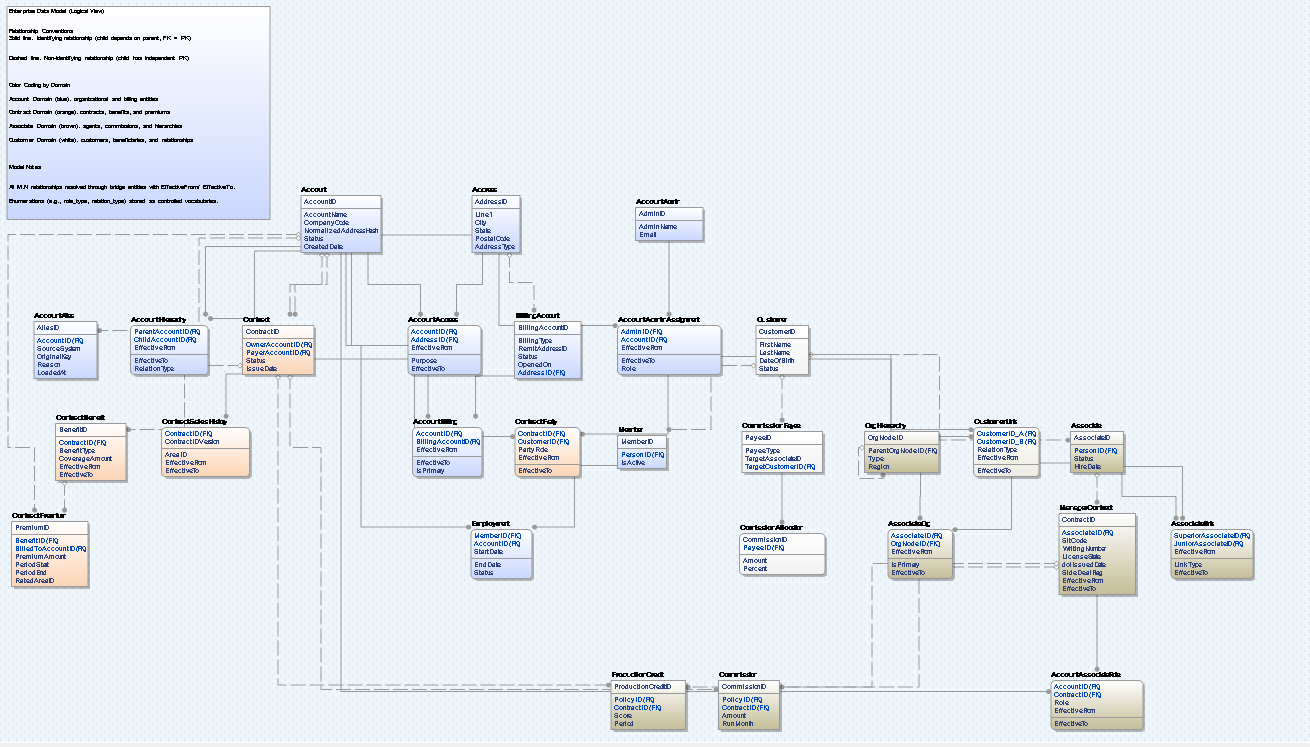 Enterprise Data Model (Logical View)
Relationship Conventions
Solid line. Identifying relationship (child depends on parent, FK = PK)
Dashed line. Non-identifying relationship (child has independent PK)
Color Coding by Domain
Account Domain (blue). organizational and billing entities
Contract Domain (orange). contracts, benefits, and premiums
Associate Domain (brown). agents, commissions, and hierarchies
Customer Domain (white). customers, beneficiaries, and relationships
Model Notes
All M:N relationships resolved through bridge entities with EffectiveFrom/ EffectiveTo.
Enumerations (e.g., role_type, relation_type) stored as controlled vocabularies.
Account
AccountID
AccountName
CompanyCode
NormalizedAddressHash
Status
CreatedDate
Address
AddressID
Line1
City
State
PostalCode
AddressType
AccountAdmin
AdminID
AdminName
Email
AccountAlias
AliasID
AccountID(FK)
SourceSystem
OriginalKey
Reason
LoadedAt
AccountHierarchy
ParentAccountID(FK)
ChildAccountID(FK)
EffectiveFrom
EffectiveTo
RelationType
Contract
ContractID
OwnerAccountID(FK)
PayerAccountID(FK)
Status
IssueDate
AccountAddress
AccountID(FK)
AddressID(FK)
EffectiveFrom
Purpose
EffectiveTo
BillingAccount
BillingAccountID
BillingType
RemitAddressID
Status
OpenedOn
AddressID(FK)
AccountAdminAssignment
AdminID(FK)
AccountID(FK)
EffectiveFrom
EffectiveTo
Role
Customer
CustomerID
FirstName
LastName
DateOfBirth
Status
ContractBenefit
BenefitID
ContractID(FK)
BenefitType
CoverageAmount
EffectiveFrom
EffectiveTo
ContractSalesHistory
ContractID(FK)
ContractIDVersion
AreaID
EffectiveFrom
EffectiveTo
AccountBilling
AccountID(FK)
BillingAccountID(FK)
EffectiveFrom
EffectiveTo
IsPrimary
ContractParty
ContractID(FK)
CustomerID(FK)
PartyRole
EffectiveFrom
EffectiveTo
Member
MemberID
PersonID(FK)
IsActive
CommissionPayee
PayeeID
PayeeType
TargetAssociateID
TargetCustomerID(FK)
OrgHierarchy
OrgNodeID
ParentOrgNodeID(FK)
Type
Region
CustomerLink
CustomerID_A(FK)
CustomerID_B(FK)
RelationType
EffectiveFrom
EffectiveTo
Associate
AssociateID
PersonID(FK)
Status
HireDate
ContractPremium
PremiumID
BenefitID(FK)
BilledToAccountID(FK)
PremiumAmount
PeriodStart
PeriodEnd
RatedAreaID
Employment
MemberID(FK)
AccountID(FK)
StartDate
EndDate
Status
CommissionAllocation
CommissionID
PayeeID(FK)
Amount
Percent
AssociateOrg
AssociateID(FK)
OrgNodeID(FK)
EffectiveFrom
IsPrimary
EffectiveTo
ManagerContract
ContractID
AssociateID(FK)
SitCode
WritingNumber
LicenseState
doIIssuedDate
SideDealFlag
EffectiveFrom
EffectiveTo
AssociateLink
SuperiorAssociateID(FK)
JuniorAssociateID(FK)
EffectiveFrom
LinkType
EffectiveTo
ProductionCredit
ProductionCreditID
PolicyID(FK)
ContractID(FK)
Score
Period
Commission
CommissionID
PolicyID(FK)
ContractID(FK)
Amount
RunMonth
AccountAssociateRole
AccountID(FK)
ContractID(FK)
Role
EffectiveFrom
EffectiveTo